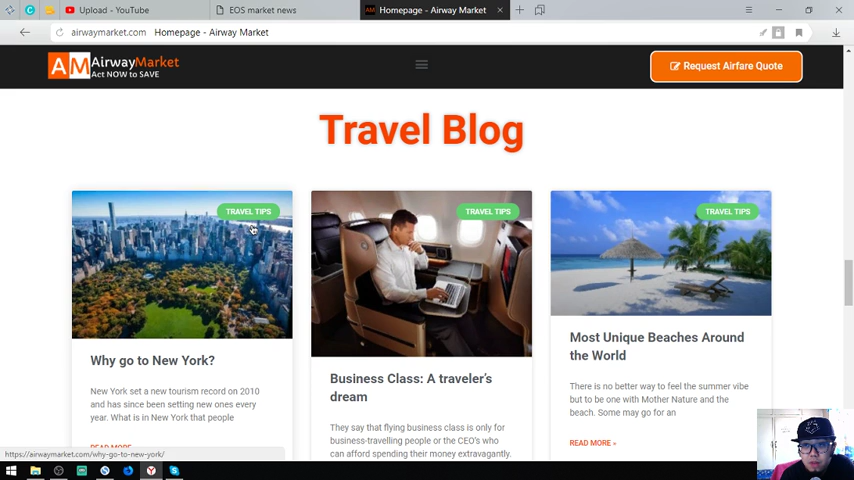 Upload - YouTube
EOS market news
AM Homepage - Airway Market
airwaymarket.com Homepage - Airway Market
AM AirwayMarket
Act NOW to SAVE
Request Airfare Quote
Travel Blog
TRAVEL TIPS
TRAVEL TIPS
TRAVEL TIPS
Why go to New York?
New York set a new tourism record on 2010
and has since been setting new ones every
year. What is in New York that people
READ MORE
Business Class: A traveler's
dream
They say that flying business class is only for
business-travelling people or the CEO's who
can afford spending their money extravagantly.
Most Unique Beaches Around
the World
There is no better way to feel the summer vibe
but to be one with Mother Nature and the
beach. Some may go for an
READ MORE »
https://airwaymarket.com/why-go-to-new-york/